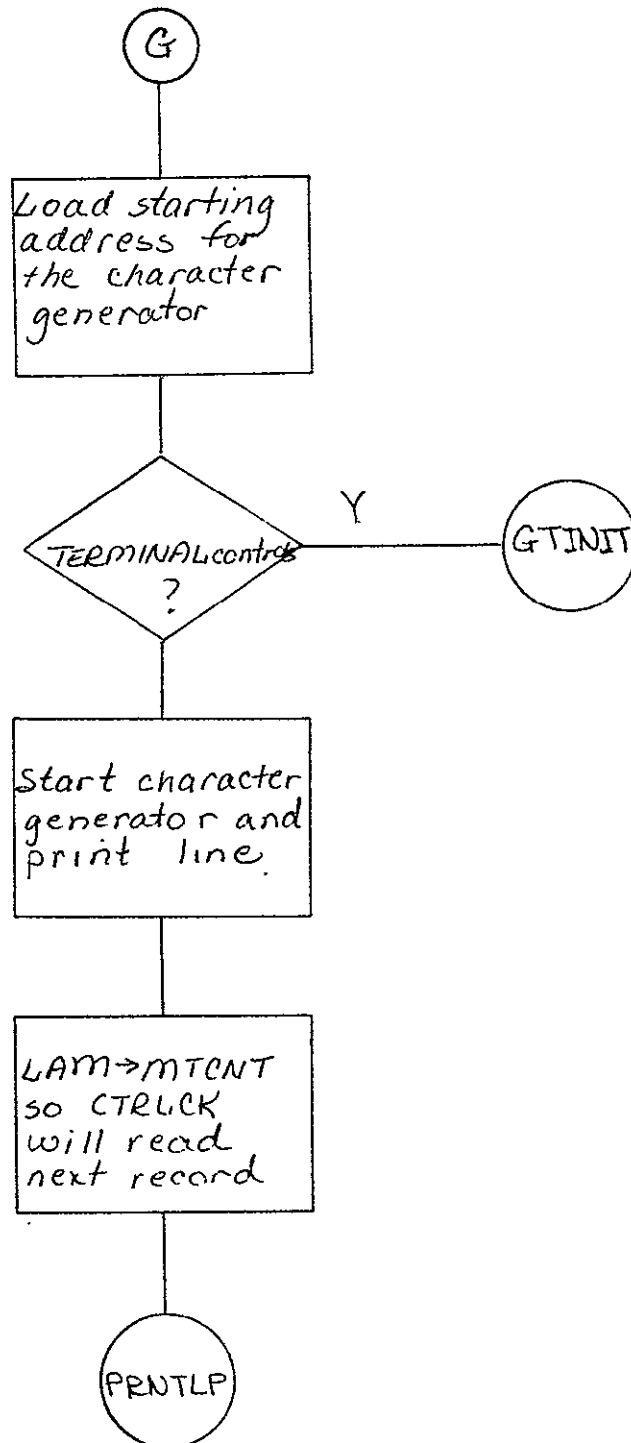 G
Load starting
address for
the character
generator
TERMINAL controls
?
Y
GTINIT
Start character
generator and
print line.
LAM→MTCNT
so CTRLCK
will read
next record
PRNTLP